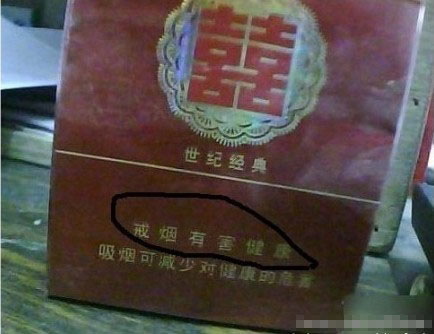 囍
世纪经典
戒烟有害健康
吸烟可减少对健康的危害